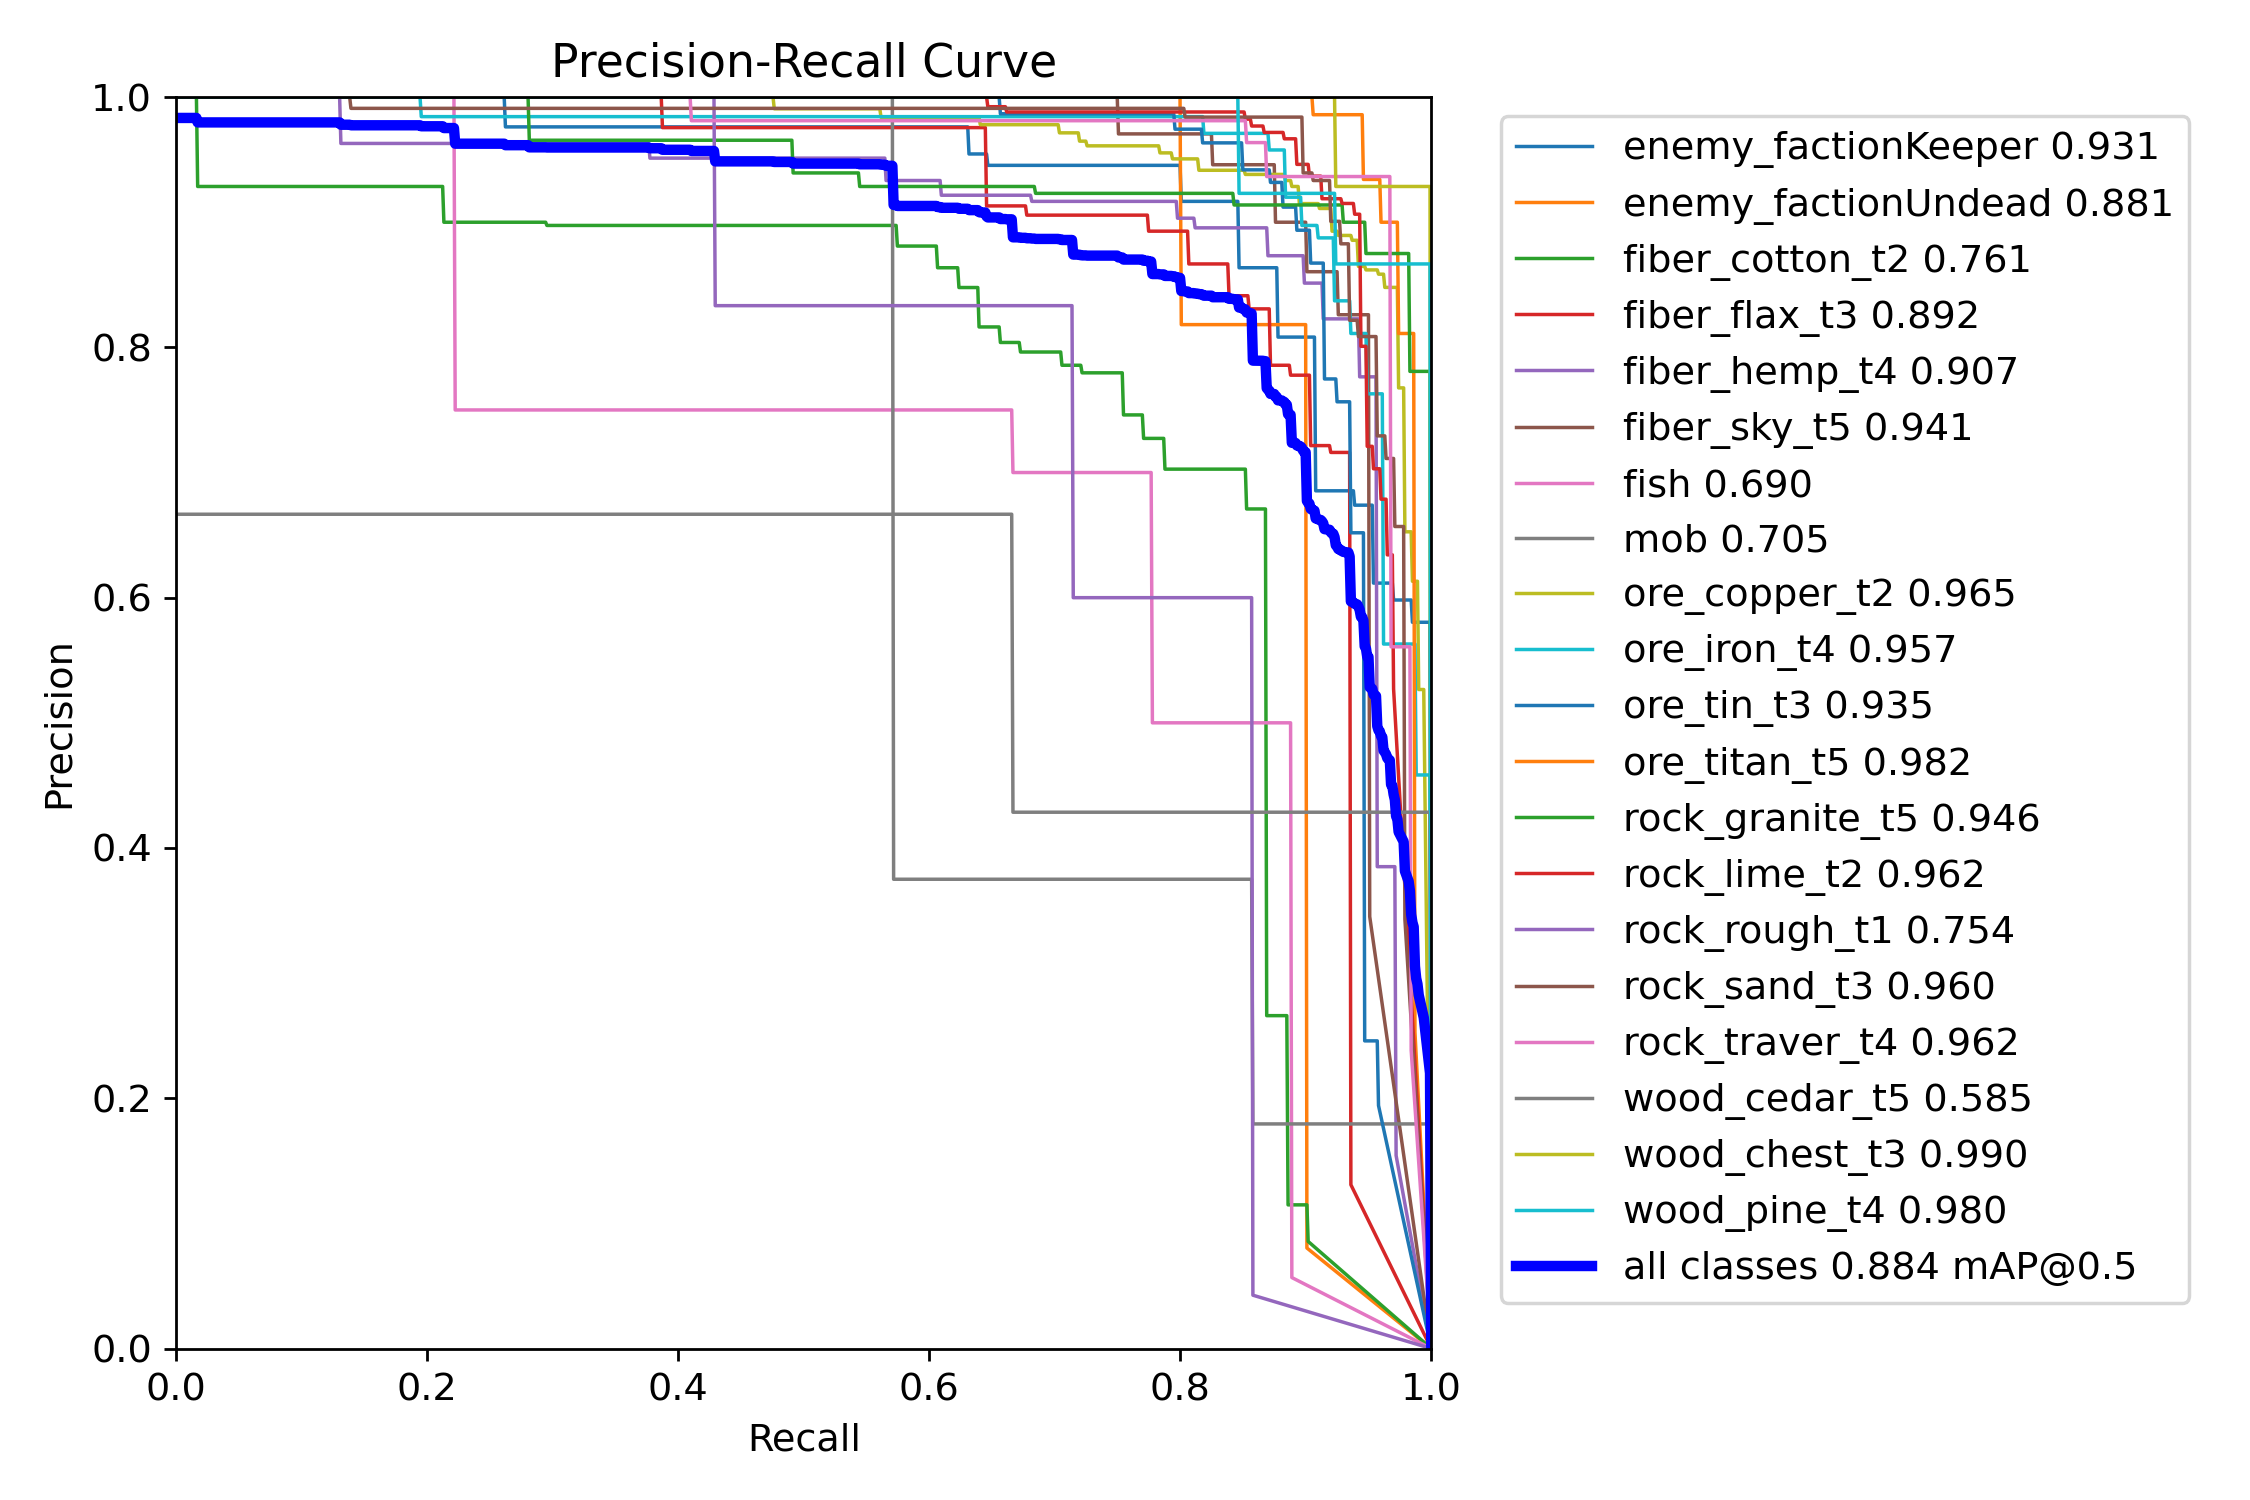 Precision-Recall Curve
1.0
0.8
0.6
0.4
0.2
0.0
Precision
0.0 0.2 0.4 0.6 0.8 1.0
Recall
enemy_factionKeeper 0.931
enemy_factionUndead 0.881
fiber_cotton_t2 0.761
fiber_flax_t3 0.892
fiber_hemp_t4 0.907
fiber_sky_t5 0.941
fish 0.690
mob 0.705
ore_copper_t2 0.965
ore_iron_t4 0.957
ore_tin_t3 0.935
ore_titan_t5 0.982
rock_granite_t5 0.946
rock_lime_t2 0.962
rock_rough_t1 0.754
rock_sand_t3 0.960
rock_traver_t4 0.962
wood_cedar_t5 0.585
wood_chest_t3 0.990
wood_pine_t4 0.980
all classes 0.884 mAP@0.5